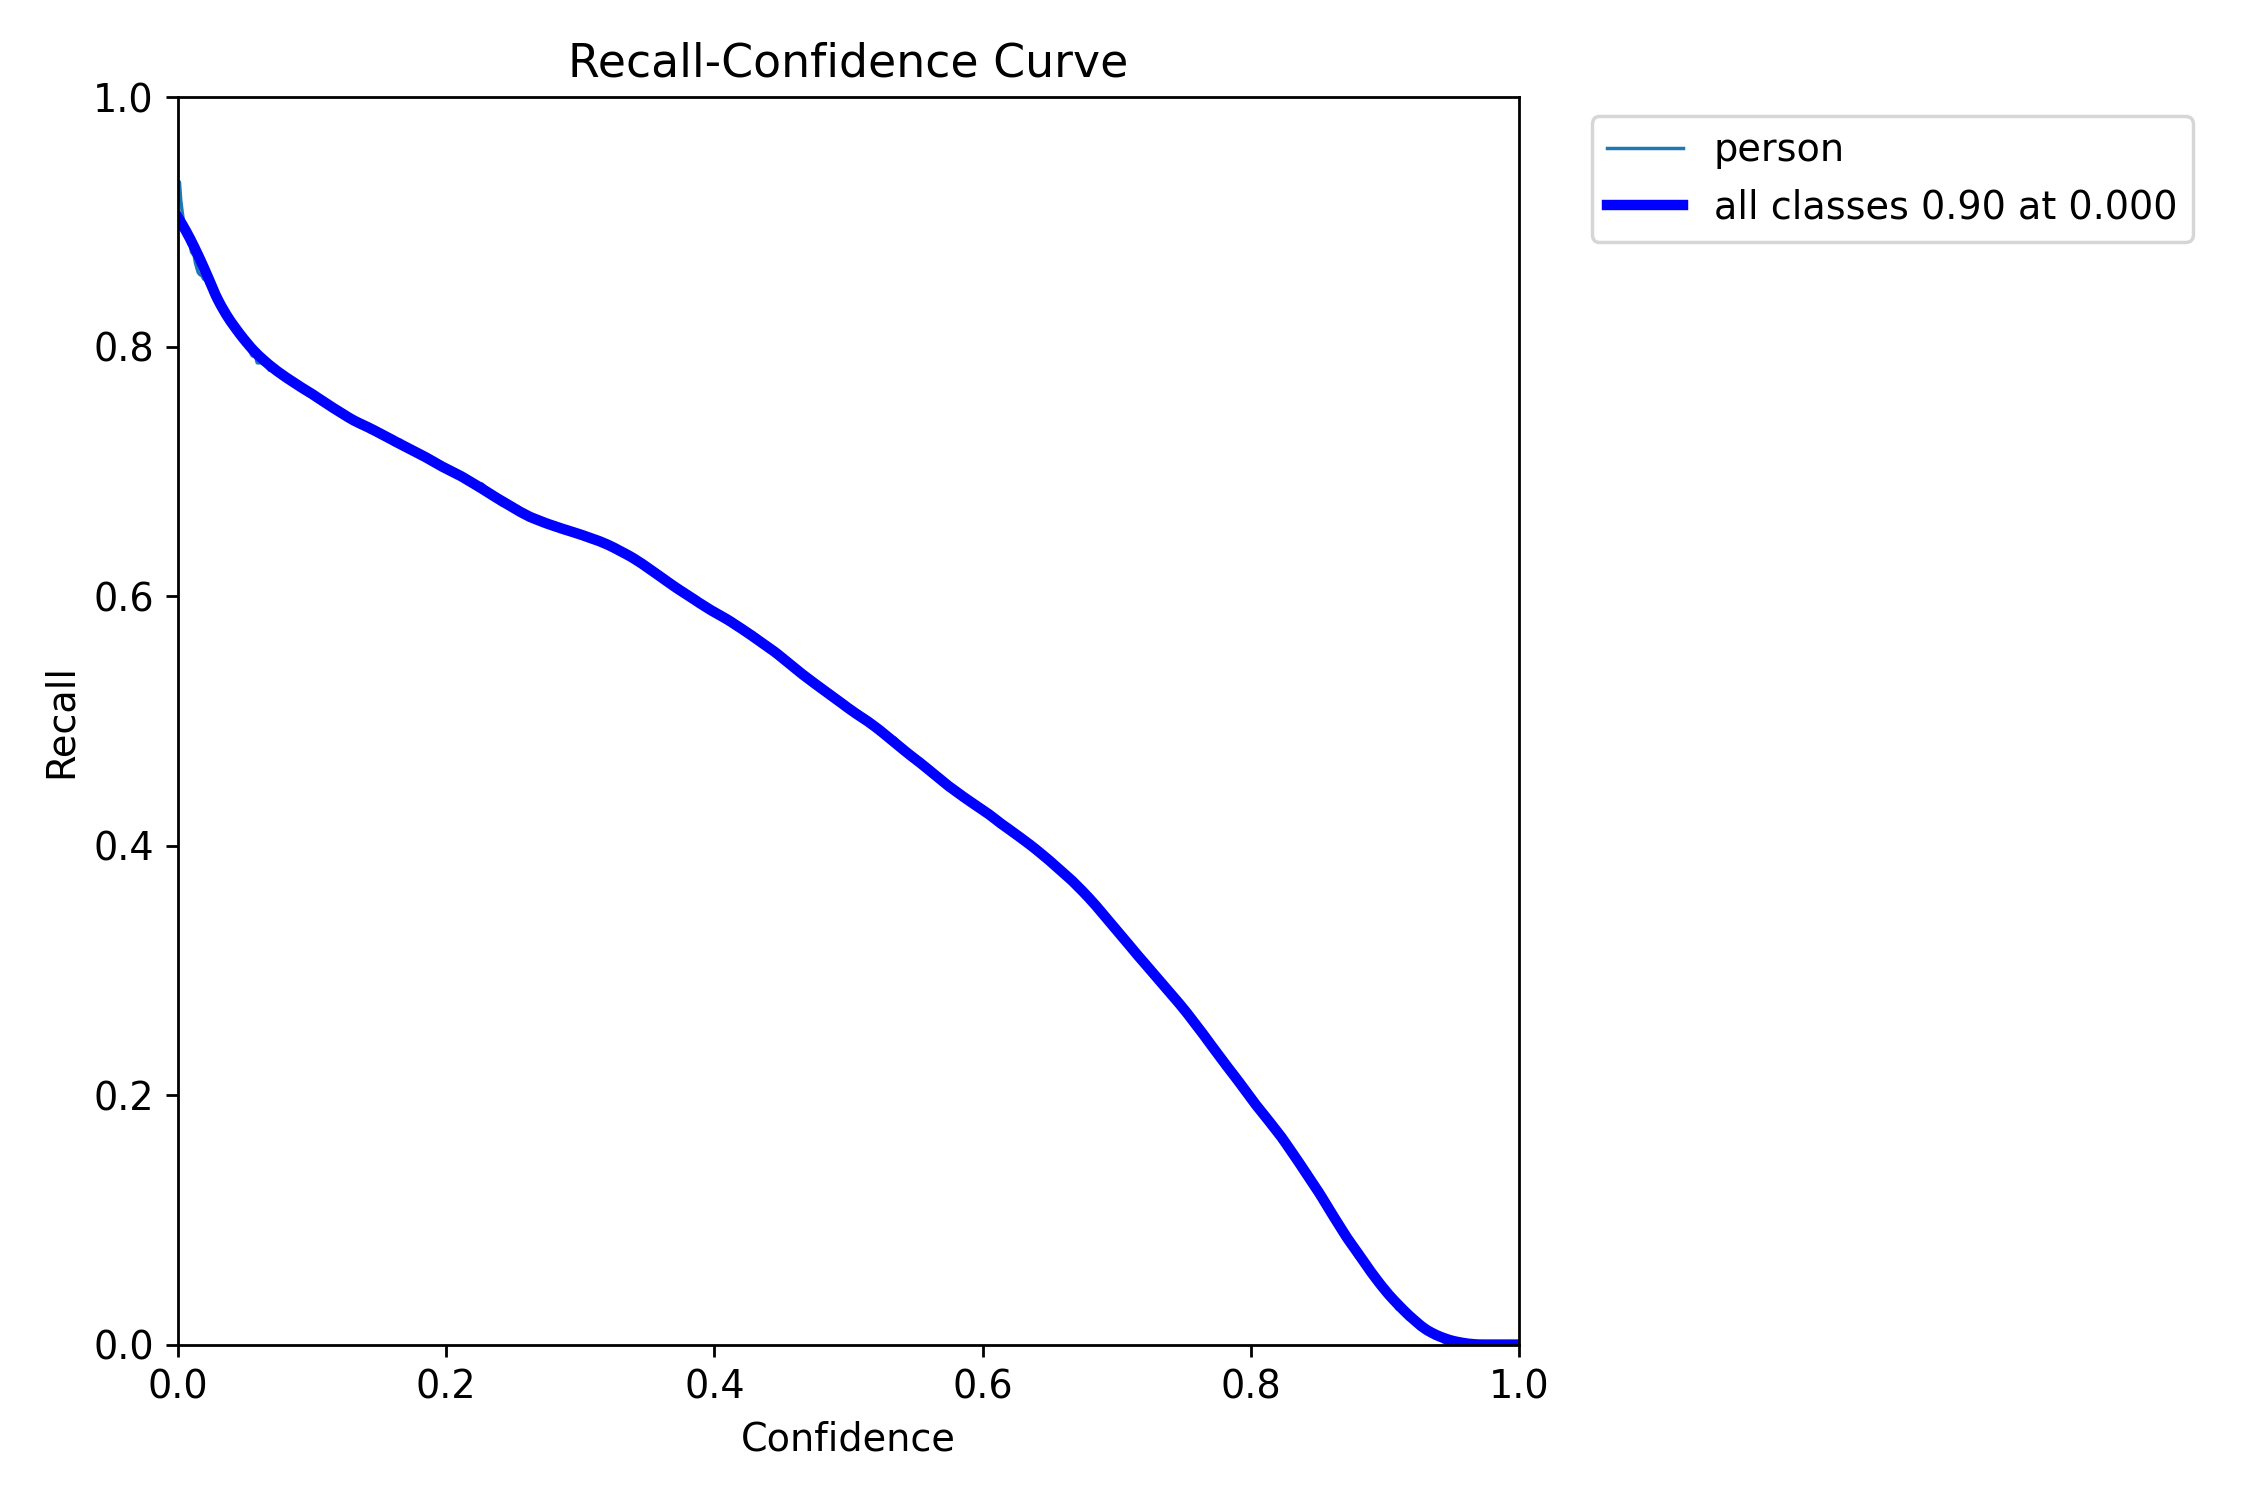 Recall-Confidence Curve
1.0
0.8
0.6
0.4
0.2
0.0
Recall
0.0 0.2 0.4 0.6 0.8 1.0
Confidence
person
all classes 0.90 at 0.000